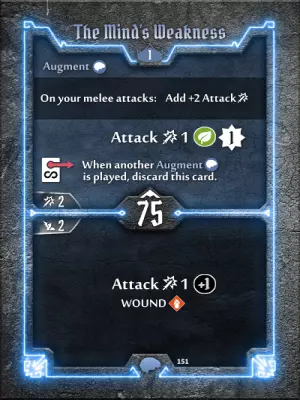 The Mind's Weakness
1
Augment
On your melee attacks: Add +2 Attack
Attack 1 1
When another Augment
is played, discard this card.
2
75
2
Attack 1 +1
WOUND
151